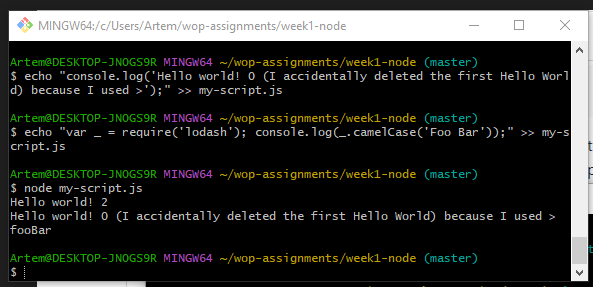 MINGW64:/c/Users/Artem/wop-assignments/week1-node
Artem@DESKTOP-JNOGS9R MINGW64 ~/wop-assignments/week1-node (master)
$ echo "console.log('Hello world! O (I accidentally deleted the first Hello Worl
d) because I used >');" >> my-script.js
Artem@DESKTOP-JNOGS9R MINGW64 ~/wop-assignments/week1-node (master)
$ echo "var _ = require('lodash'); console.log(_.camelCase('Foo Bar'));" >> my-s
cript.js
Artem@DESKTOP-JNOGS9R MINGW64 ~/wop-assignments/week1-node (master)
$ node my-script.js
Hello world! 2
Hello world! O (I accidentally deleted the first Hello World) because I used >
fooBar
Artem@DESKTOP-JNOGS9R MINGW64 ~/wop-assignments/week1-node (master)
$